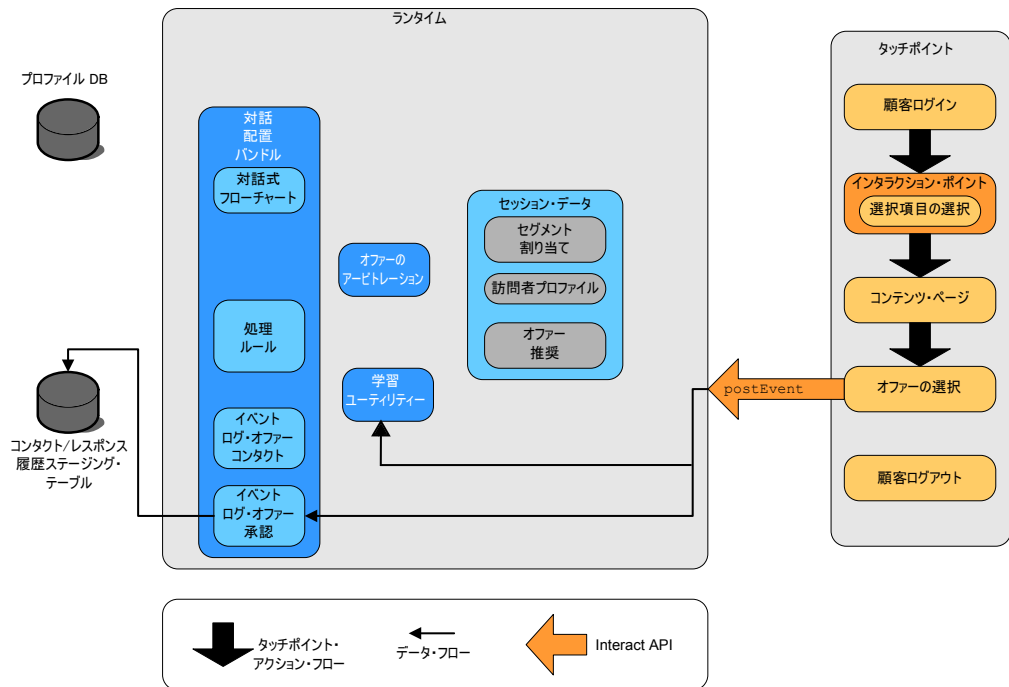 ランタイム
プロファイル DB
対話
配置
バンドル
対話式
フローチャート
処理
ルール
イベント
ログ・オファー
コンタクト
イベント
ログ・オファー
承認
オファーの
アービトレーション
学習
ユーティリティー
セッション・データ
セグメント
割り当て
訪問者プロファイル
オファー
推奨
コンタクト/レスポンス
履歴ステージング・
テーブル
タッチポイント
顧客ログイン
インタラクション・ポイント
選択項目の選択
コンテンツ・ページ
オファーの選択
postEvent
顧客ログアウト
タッチポイント・
アクション・フロー
データ・フロー
Interact API